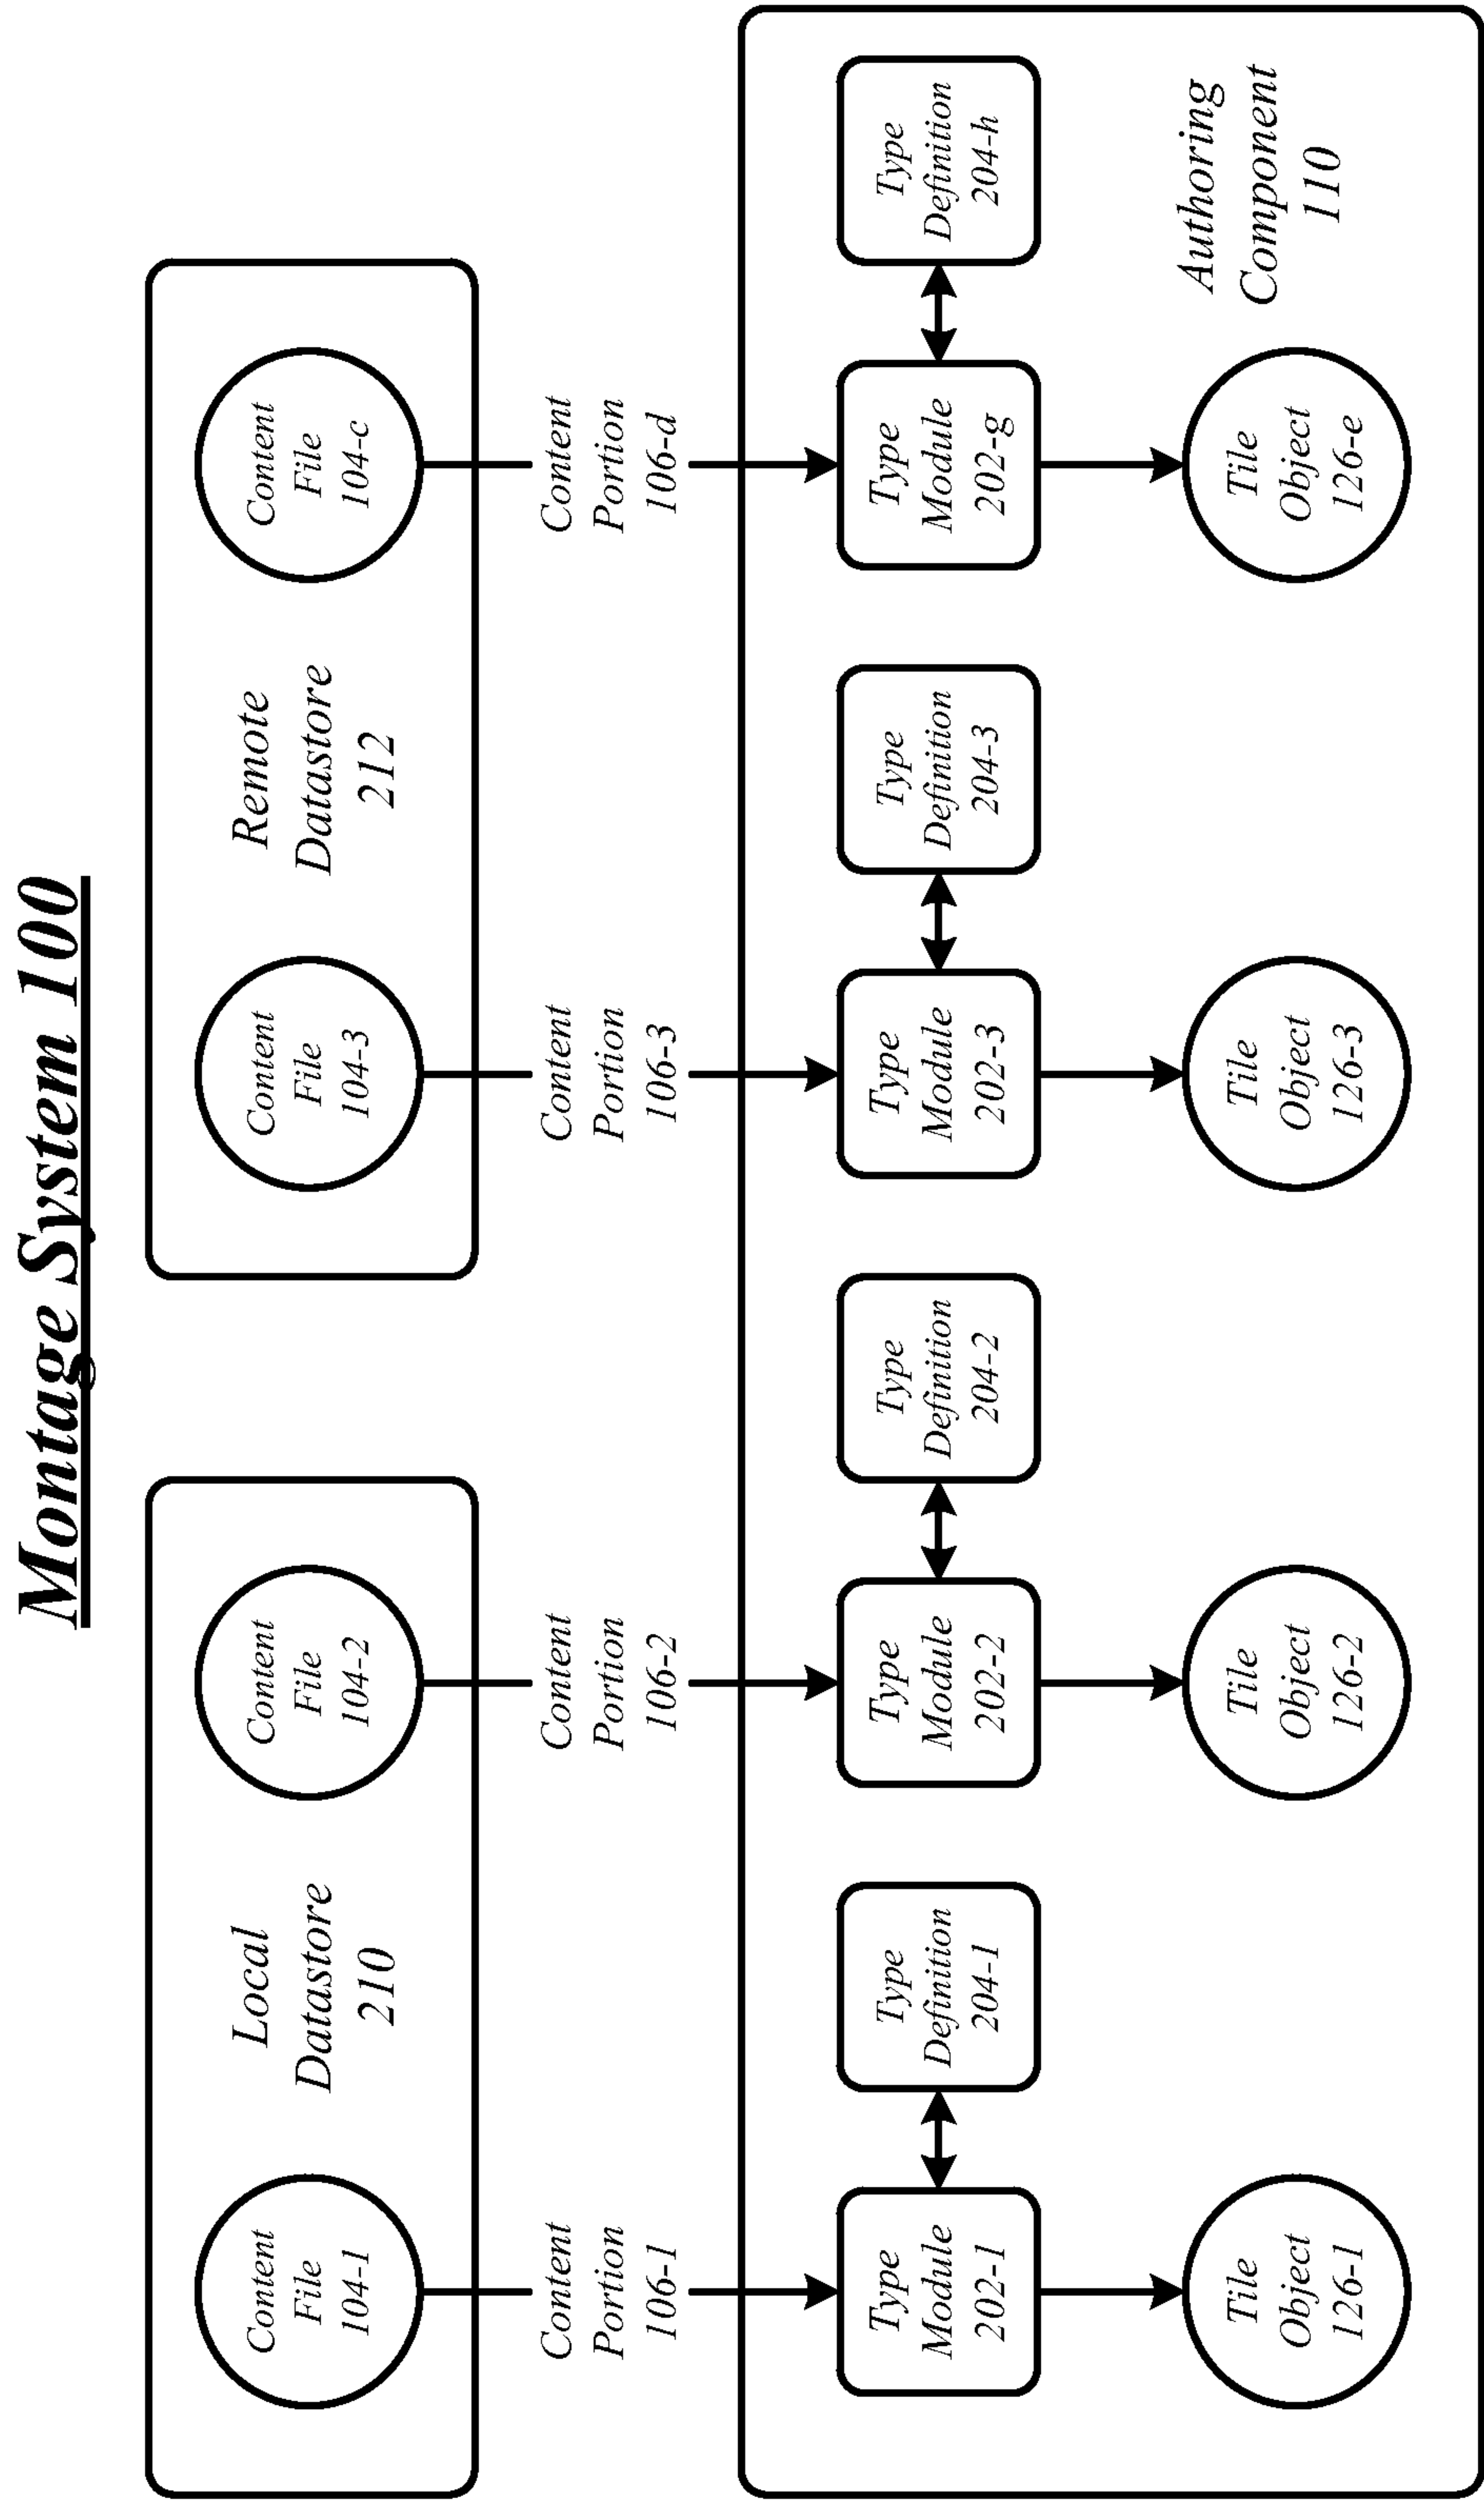 Montage System 100
Content
File
104-1
Local
Datastore
210
Content
File
104-2
Content
File
104-3
Remote
Datastore
212
Content
File
104-c
Content
Portion
106-1
Content
Portion
106-2
Content
Portion
106-3
Content
Portion
106-d
Type
Module
202-1
Type
Definition
204-1
Type
Module
202-2
Type
Definition
204-2
Type
Module
202-3
Type
Definition
204-3
Type
Module
202-g
Type
Definition
204-h
Tile
Object
126-1
Tile
Object
126-2
Tile
Object
126-3
Tile
Object
126-e
Authoring
Component
110